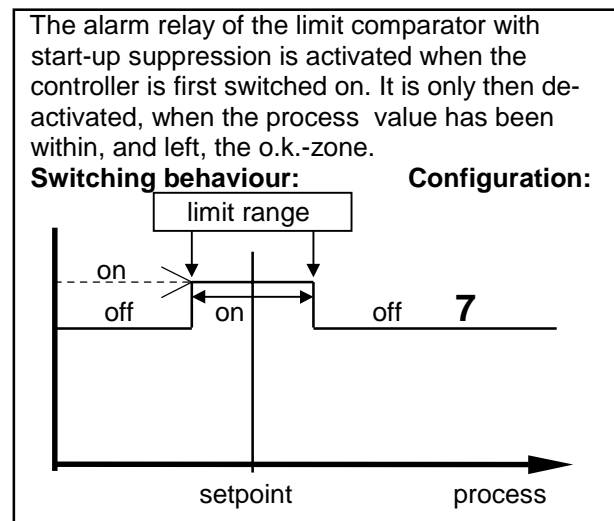 The alarm relay of the limit comparator with
start-up suppression is activated when the
controller is first switched on. It is only then de-
activated, when the process value has been
within, and left, the o.k.-zone.
Switching behaviour: Configuration:
limit range
on
off on off 7
setpoint process